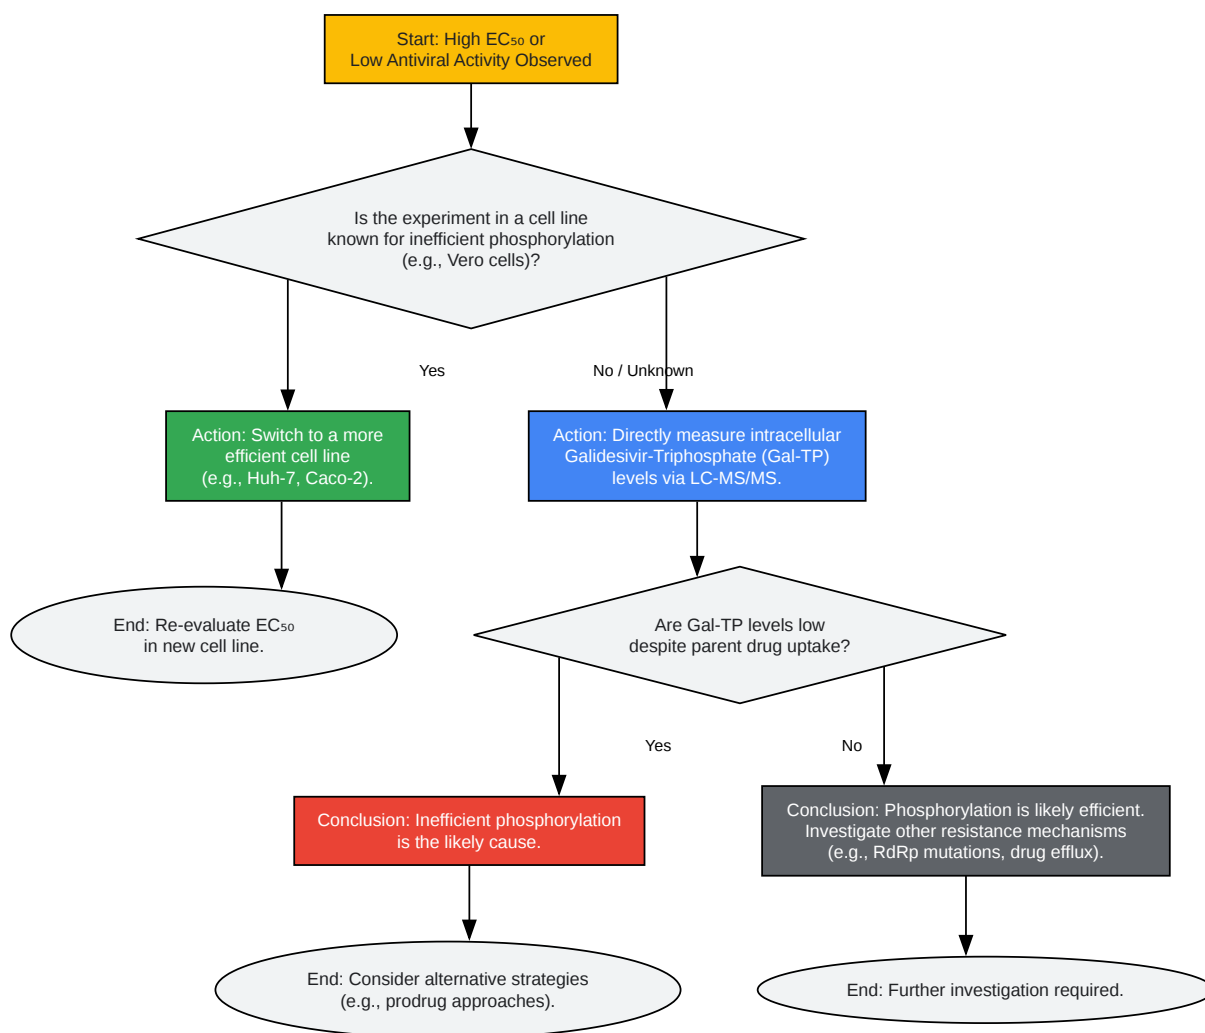 Start: High EC₅₀ or
Low Antiviral Activity Observed
Is the experiment in a cell line
known for inefficient phosphorylation
(e.g., Vero cells)?
Yes
No / Unknown
Action: Switch to a more
efficient cell line
(e.g., Huh-7, Caco-2).
Action: Directly measure intracellular
Galidesivir-Triphosphate (Gal-TP)
levels via LC-MS/MS.
End: Re-evaluate EC₅₀
in new cell line.
Are Gal-TP levels low
despite parent drug uptake?
Yes
No
Conclusion: Inefficient phosphorylation
is the likely cause.
Conclusion: Phosphorylation is likely efficient.
Investigate other resistance mechanisms
(e.g., RdRp mutations, drug efflux).
End: Consider alternative strategies
(e.g., prodrug approaches).
End: Further investigation required.